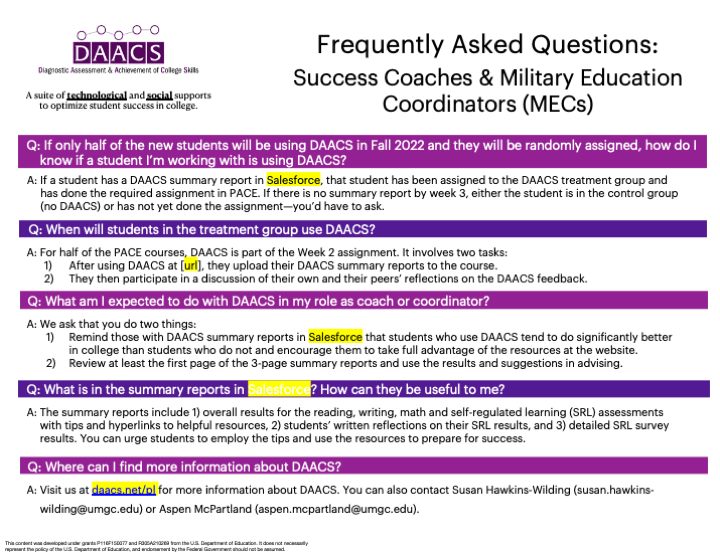 DAACS
Diagnostic Assessment & Achievement of College Skills
A suite of technological and social supports
to optimize student success in college.
Frequently Asked Questions:
Success Coaches & Military Education
Coordinators (MECs)
Q: If only half of the new students will be using DAACS in Fall 2022 and they will be randomly assigned, how do I
know if a student I'm working with is using DAACS?
A: If a student has a DAACS summary report in Salesforce, that student has been assigned to the DAACS treatment group and
has done the required assignment in PACE. If there is no summary report by week 3, either the student is in the control group
(no DAACS) or has not yet done the assignment—you'd have to ask.
Q: When will students in the treatment group use DAACS?
A: For half of the PACE courses, DAACS is part of the Week 2 assignment. It involves two tasks:
1) After using DAACS at [url], they upload their DAACS summary reports to the course.
2) They then participate in a discussion of their own and their peers' reflections on the DAACS feedback.
Q: What am I expected to do with DAACS in my role as coach or coordinator?
A: We ask that you do two things:
1) Remind those with DAACS summary reports in Salesforce that students who use DAACS tend to do significantly better
in college than students who do not and encourage them to take full advantage of the resources at the website.
2) Review at least the first page of the 3-page summary reports and use the results and suggestions in advising.
Q: What is in the summary reports in Salesforce? How can they be useful to me?
A: The summary reports include 1) overall results for the reading, writing, math and self-regulated learning (SRL) assessments
with tips and hyperlinks to helpful resources, 2) students' written reflections on their SRL results, and 3) detailed SRL survey
results. You can urge students to employ the tips and use the resources to prepare for success.
Q: Where can I find more information about DAACS?
A: Visit us at daacs.net/pl for more information about DAACS. You can also contact Susan Hawkins-Wilding (susan.hawkins-
wilding@umgc.edu) or Aspen McPartland (aspen.mcpartland@umgc.edu).
This content was developed under grants P116F150077 and R305A210269 from the U.S. Department of Education. It does not necessarily
represent the policy of the U.S. Department of Education, and endorsement by the Federal Government should not be assumed.